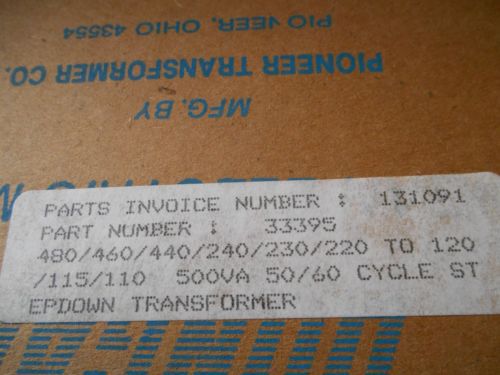 PIONEER, OHIO 43554
PIONEER TRANSFORMER CO.
MFG. BY
PARTS INVOICE NUMBER : 131091
PART NUMBER : 33395
480/460/440/240/230/220 TO 120
/115/110 500VA 50/60 CYCLE ST
EPDOWN TRANSFORMER